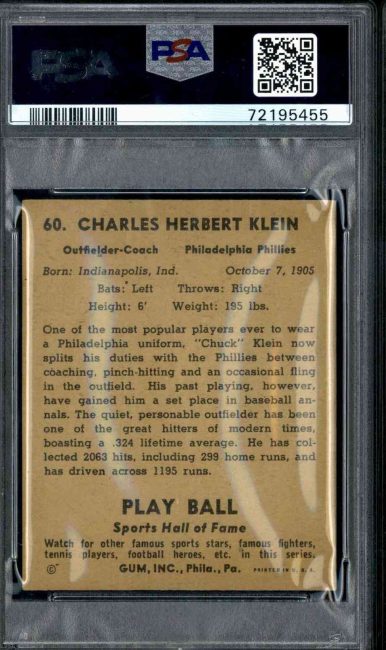 PSA
PSA
72195455
60. CHARLES HERBERT KLEIN
Outfielder-Coach Philadelphia Phillies
Born: Indianapolis, Ind. October 7, 1905
Bats: Left Throws: Right
Height: 6' Weight: 195 lbs.
One of the most popular players ever to wear
a Philadelphia uniform, "Chuck" Klein now
splits his duties with the Phillies between
coaching, pinch-hitting and an occasional fling
in the outfield. His past playing, however,
have gained him a set place in baseball an-
nals. The quiet, personable outfielder has been
one of the great hitters of modern times,
boasting a .324 lifetime average. He has col-
lected 2063 hits, including 299 home runs, and
has driven across 1195 runs.
PLAY BALL
Sports Hall of Fame
Watch for other famous sports stars, famous fighters,
tennis players, football heroes, etc. in this series.
© GUM, INC., Phila., Pa. PRINTED IN U. S. A.